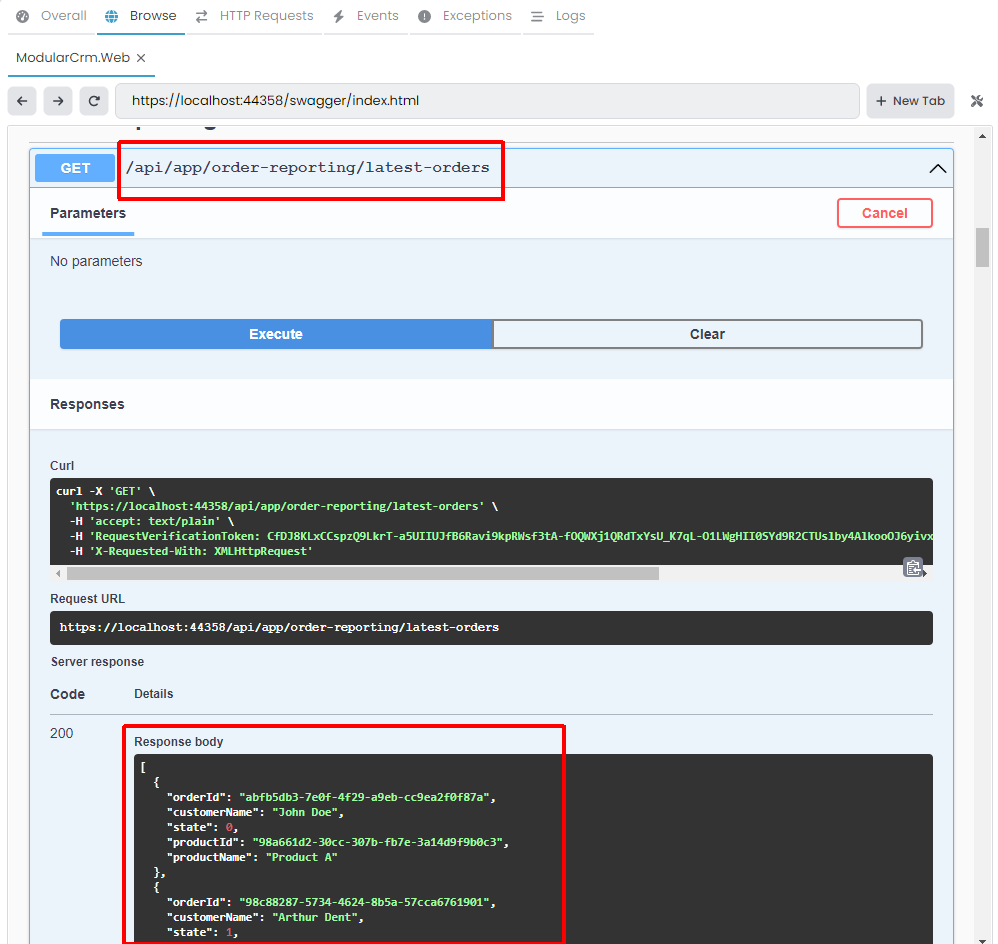 Overall Browse HTTP Requests Events Exceptions Logs
ModularCrm.Web
https://localhost:44358/swagger/index.html
New Tab
GET /api/app/order-reporting/latest-orders
Parameters Cancel
No parameters
Execute Clear
Responses
Curl
curl -X 'GET' \
'https://localhost:44358/api/app/order-reporting/latest-orders' \
-H 'accept: text/plain' \
-H 'RequestVerificationToken: CfDJ8KLxCCspzQ9LkrT-a5UIIUJfB6Ravi9kpRWsf3tA-fOQWXj1QRdTxYsU_K7qL-O1LWgHII0SYd9R2CTUslby4AlkooOJ6yivx
-H 'X-Requested-With: XMLHttpRequest'
Request URL
https://localhost:44358/api/app/order-reporting/latest-orders
Server response
Code Details
200
Response body
[
{
"orderId": "abfb5db3-7e0f-4f29-a9eb-cc9ea2f0f87a",
"customerName": "John Doe",
"state": 0,
"productId": "98a661d2-30cc-307b-fb7e-3a14d9f9b0c3",
"productName": "Product A"
},
{
"orderId": "98c88287-5734-4624-8b5a-57cca6761901",
"customerName": "Arthur Dent",
"state": 1,